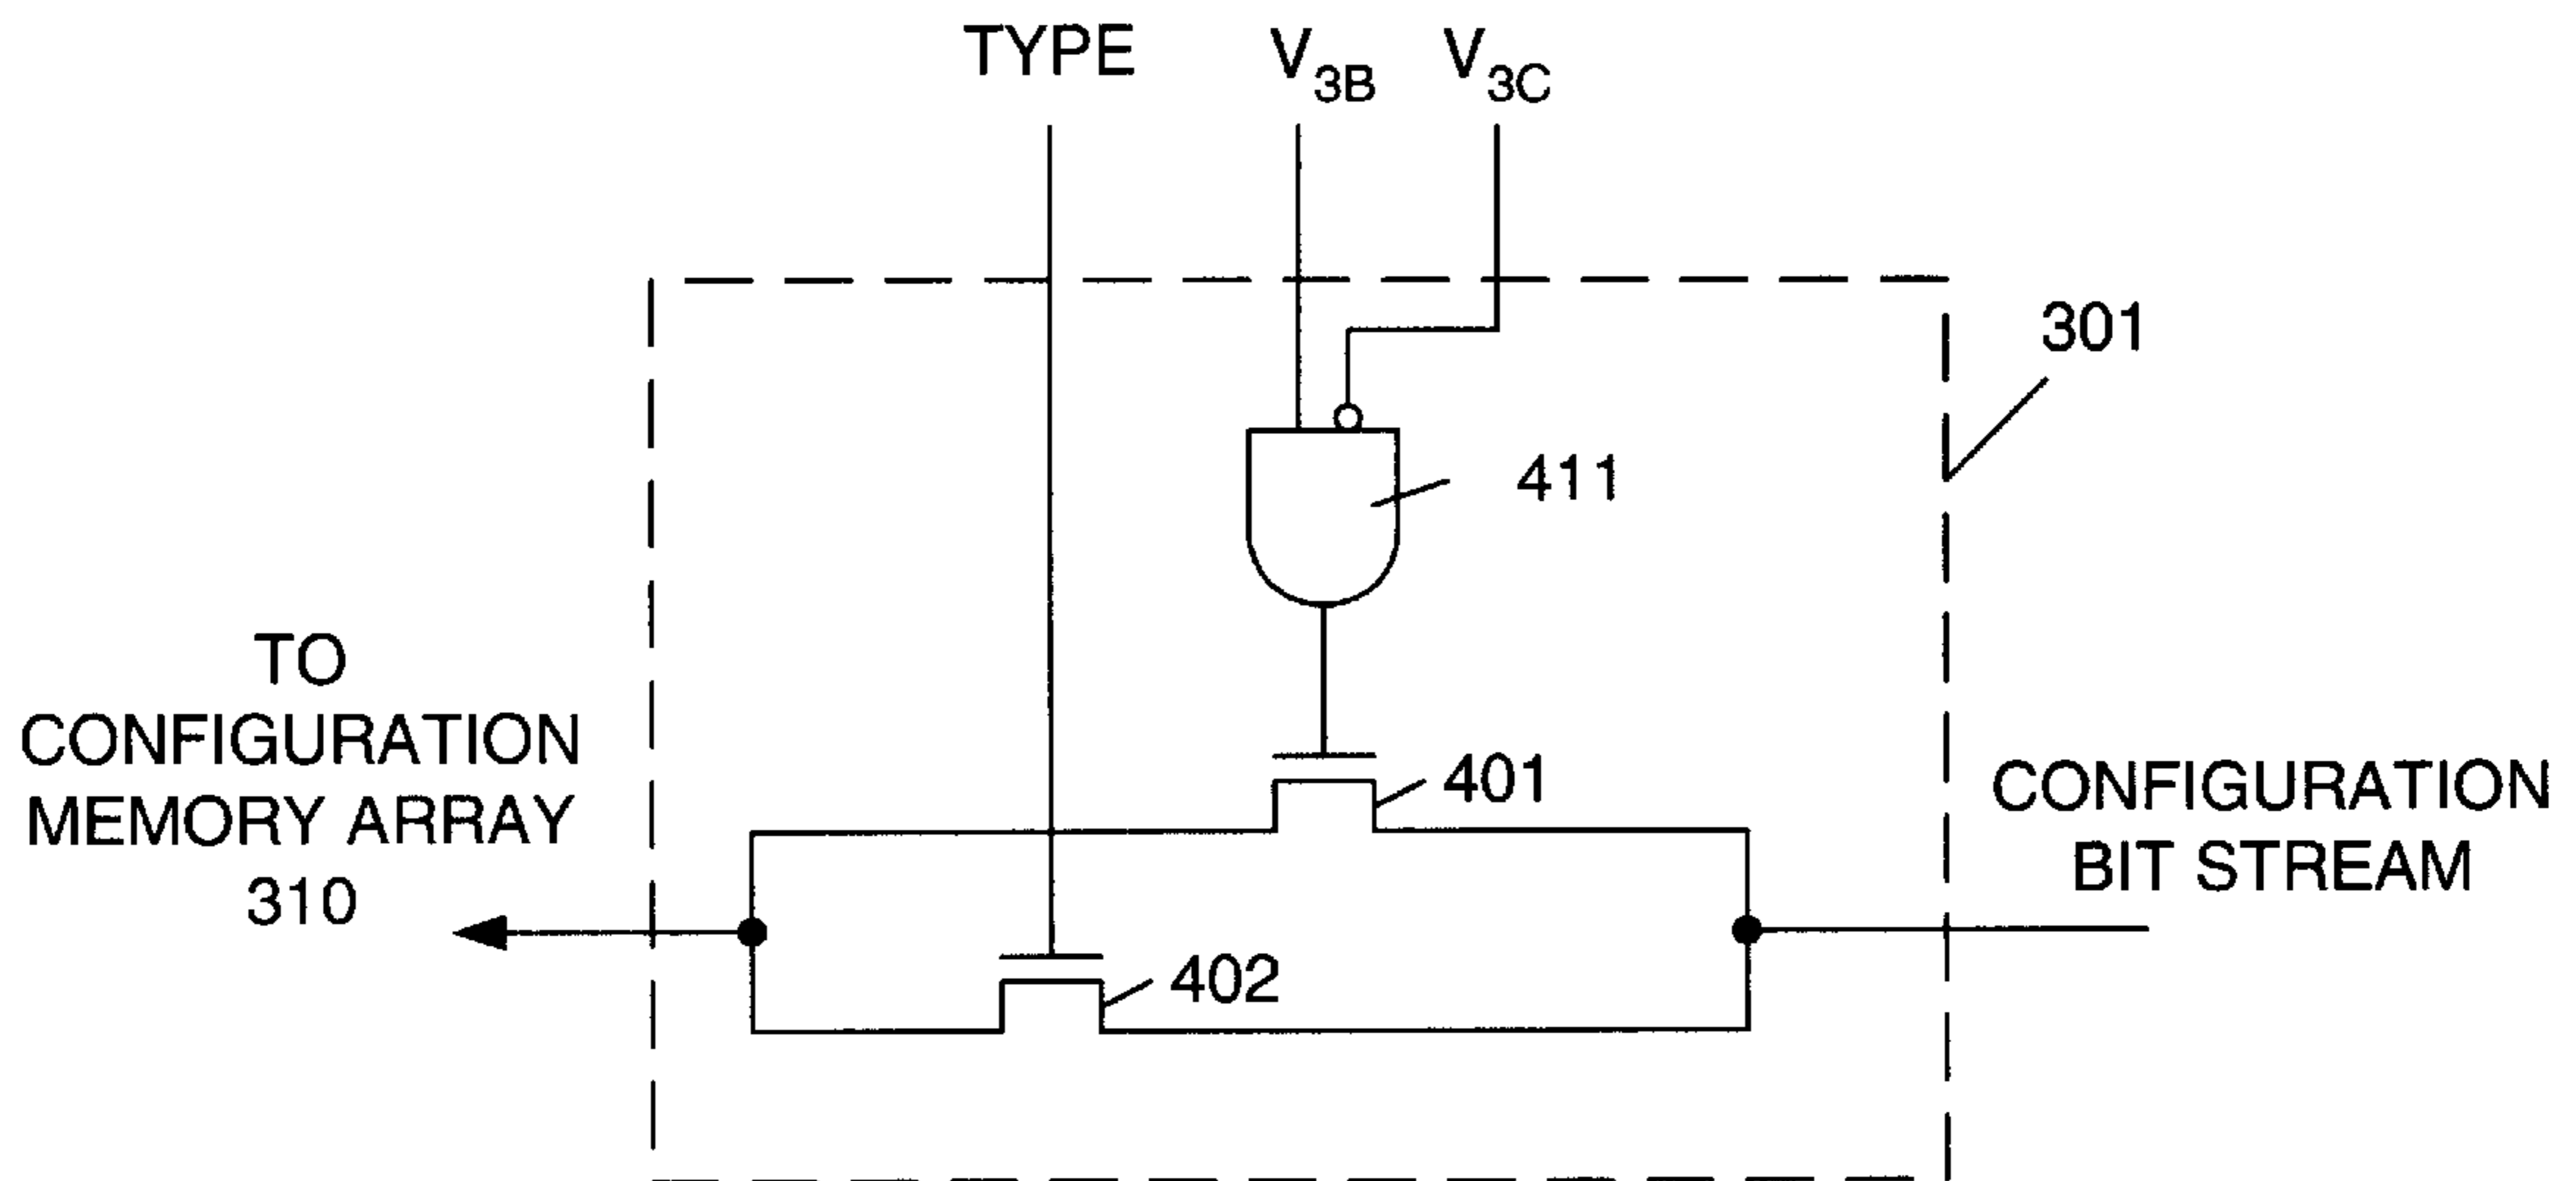 TYPE
V3B
V3C
301
411
TO
CONFIGURATION
MEMORY ARRAY
310
401
CONFIGURATION
BIT STREAM
402